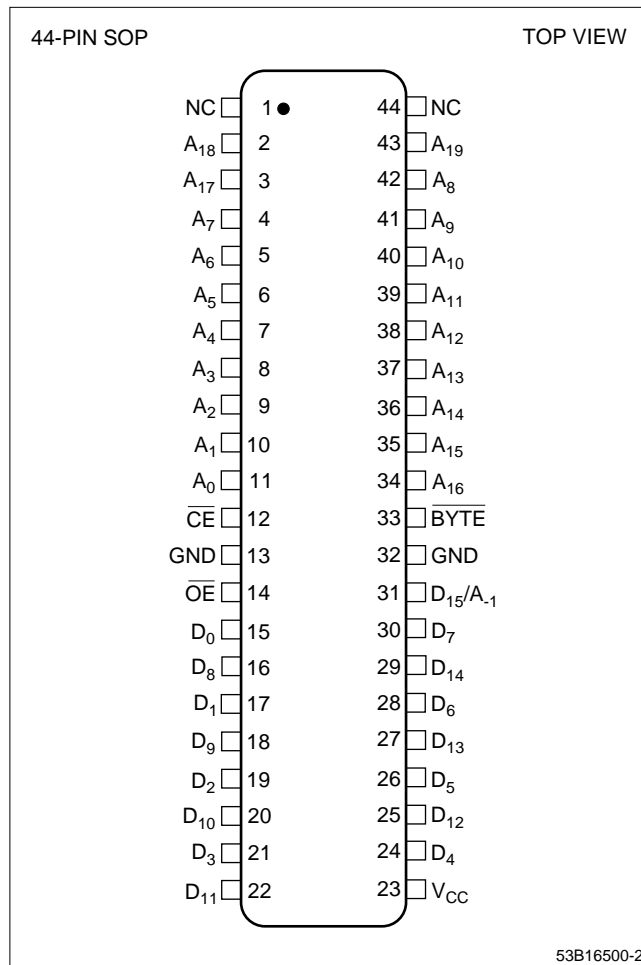 44-PIN SOP TOP VIEW
NC 1 44 NC
A18 2 43 A19
A17 3 42 A8
A7 4 41 A9
A6 5 40 A10
A5 6 39 A11
A4 7 38 A12
A3 8 37 A13
A2 9 36 A14
A1 10 35 A15
A0 11 34 A16
CE 12 33 BYTE
GND 13 32 GND
OE 14 31 D15/A-1
D0 15 30 D7
D8 16 29 D14
D1 17 28 D6
D9 18 27 D13
D2 19 26 D5
D10 20 25 D12
D3 21 24 D4
D11 22 23 VCC
53B16500-2